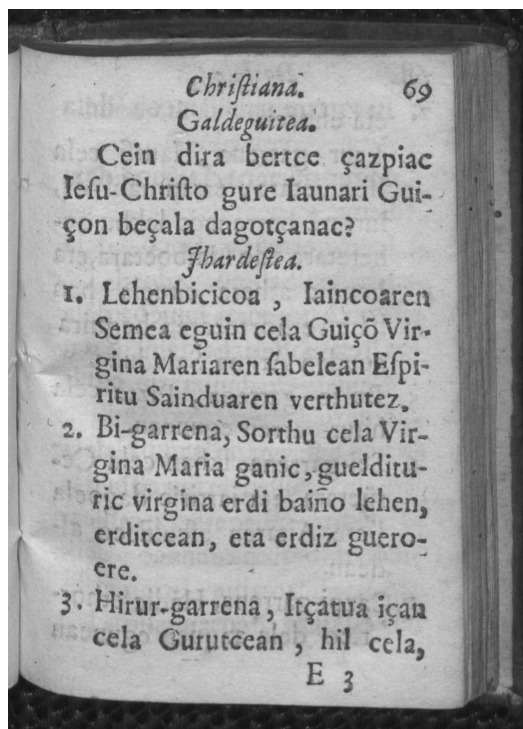 Chriſtiana. 69
Galdeguitea.
Cein dira bertce çazpiac
Ieſu-Chriſto gure Iaunari Gui-
çon beçala dagotçanac?
Jhardeſtea.
1. Lehenbicicoa, Iaincoaren
Semea eguin cela Guiçõ Vir-
gina Mariaren ſabelean Eſpi-
ritu Sainduaren verthutez.
2. Bi-garrena, Sorthu cela Vir-
gina Maria ganic, gueldítu-
ric virgina erdi baiño lehen,
erditcean, eta erdiz guero-
ere.
3. Hirur-garrena, Itçatua içan
cela Gurutcean, hil cela,
E 3